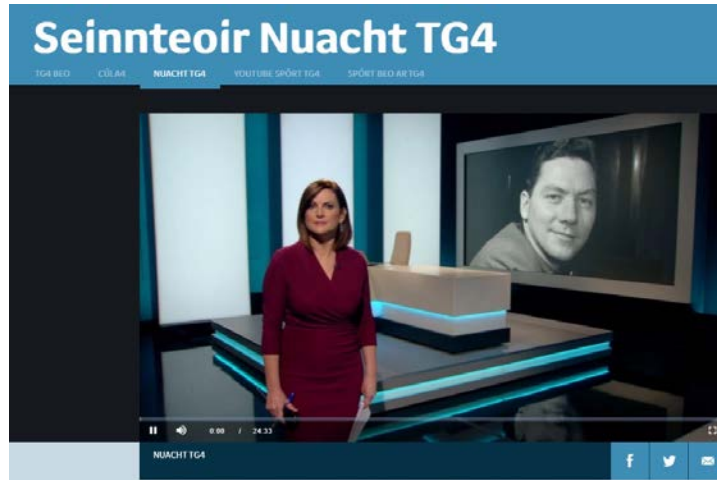 Seinnteoir Nuacht TG4
TG4 BEO CÚLA4 NUACHT TG4 YOUTUBE SPÓRT TG4 SPÓRT BEO AR TG4
0:00 / 24:33
NUACHT TG4